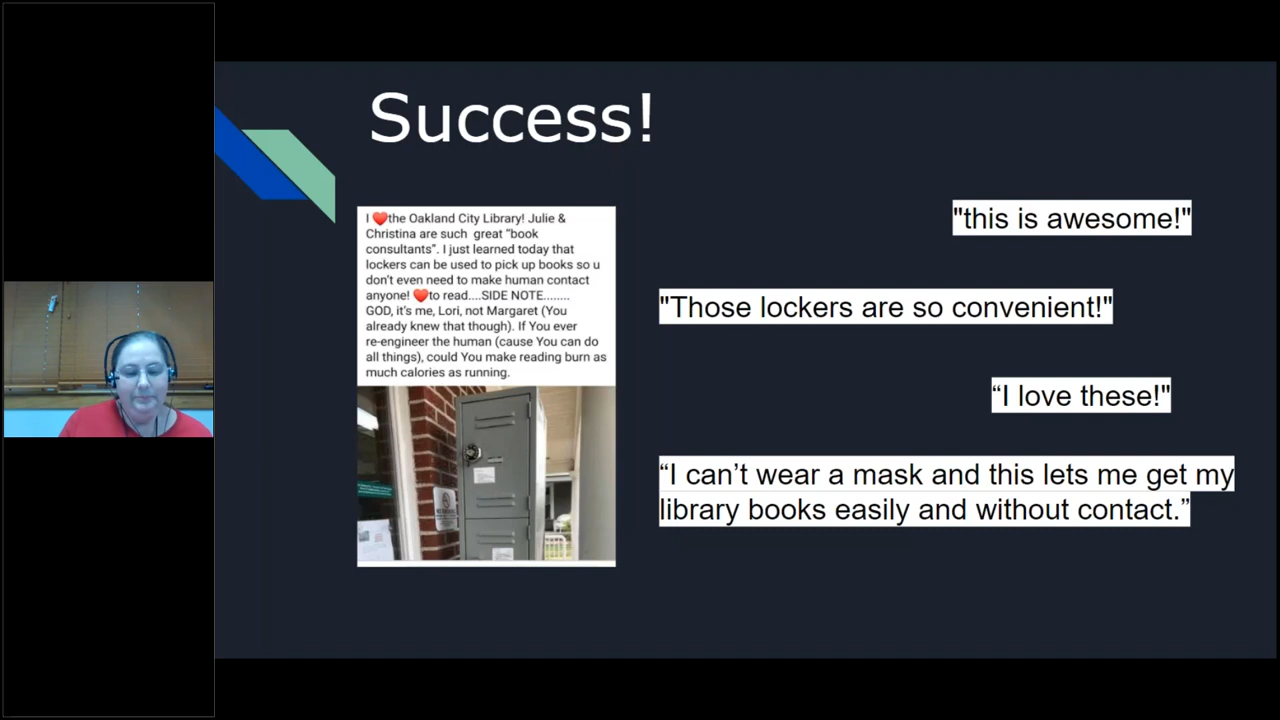 Success!
I ❤️the Oakland City Library! Julie &
Christina are such great “book
consultants”. I just learned today that
lockers can be used to pick up books so u
don't even need to make human contact
anyone! ❤️to read....SIDE NOTE........
GOD, it's me, Lori, not Margaret (You
already knew that though). If You ever
re-engineer the human (cause You can do
all things), could You make reading burn as
much calories as running.
"this is awesome!"
"Those lockers are so convenient!"
“I love these!"
“I can’t wear a mask and this lets me get my
library books easily and without contact.”